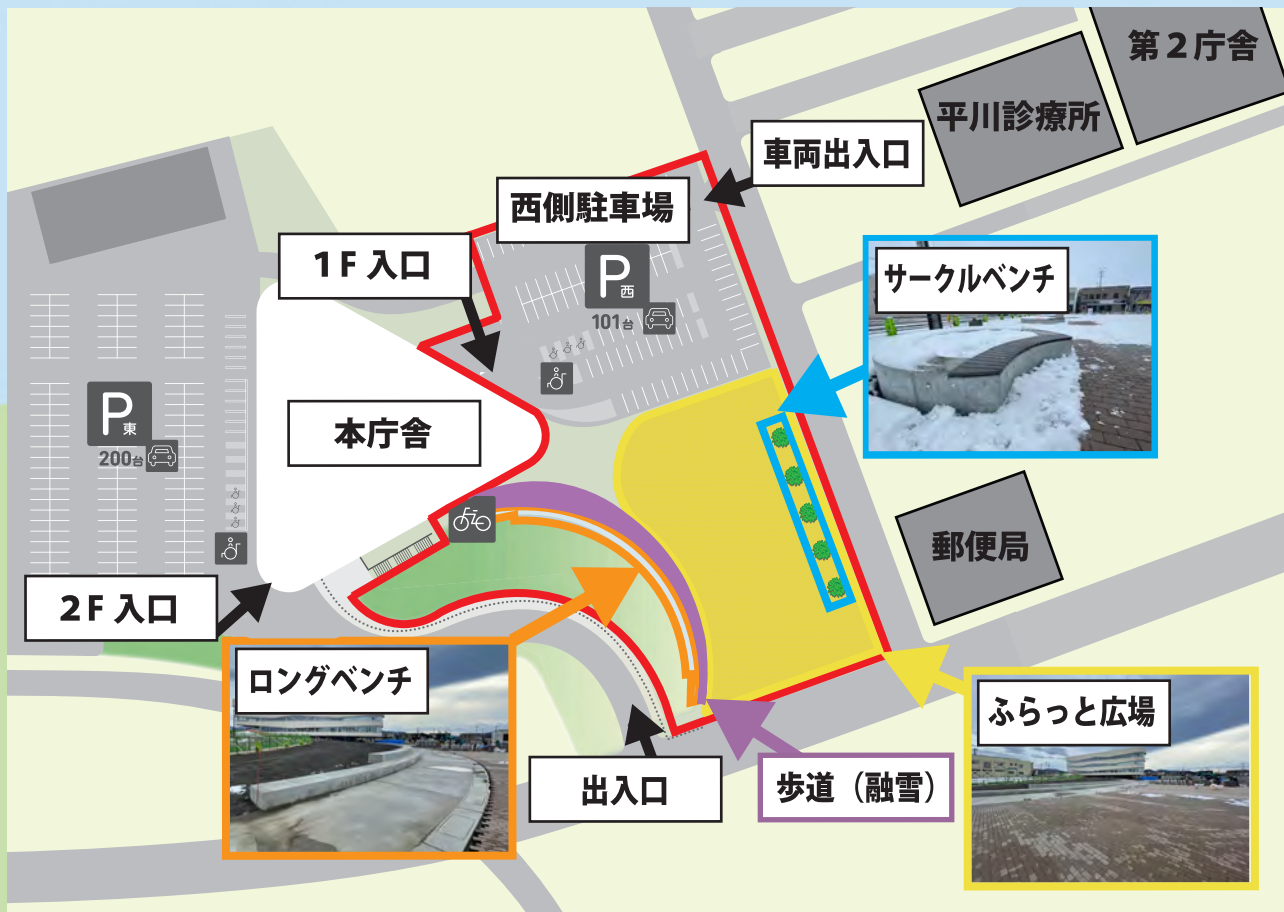 第２庁舎
平川診療所
車両出入口
西側駐車場
1F 入口
P
西
101台
サークルベンチ
P
東
200台
本庁舎
郵便局
2F 入口
ロングベンチ
ふらっと広場
出入口
歩道（融雪）